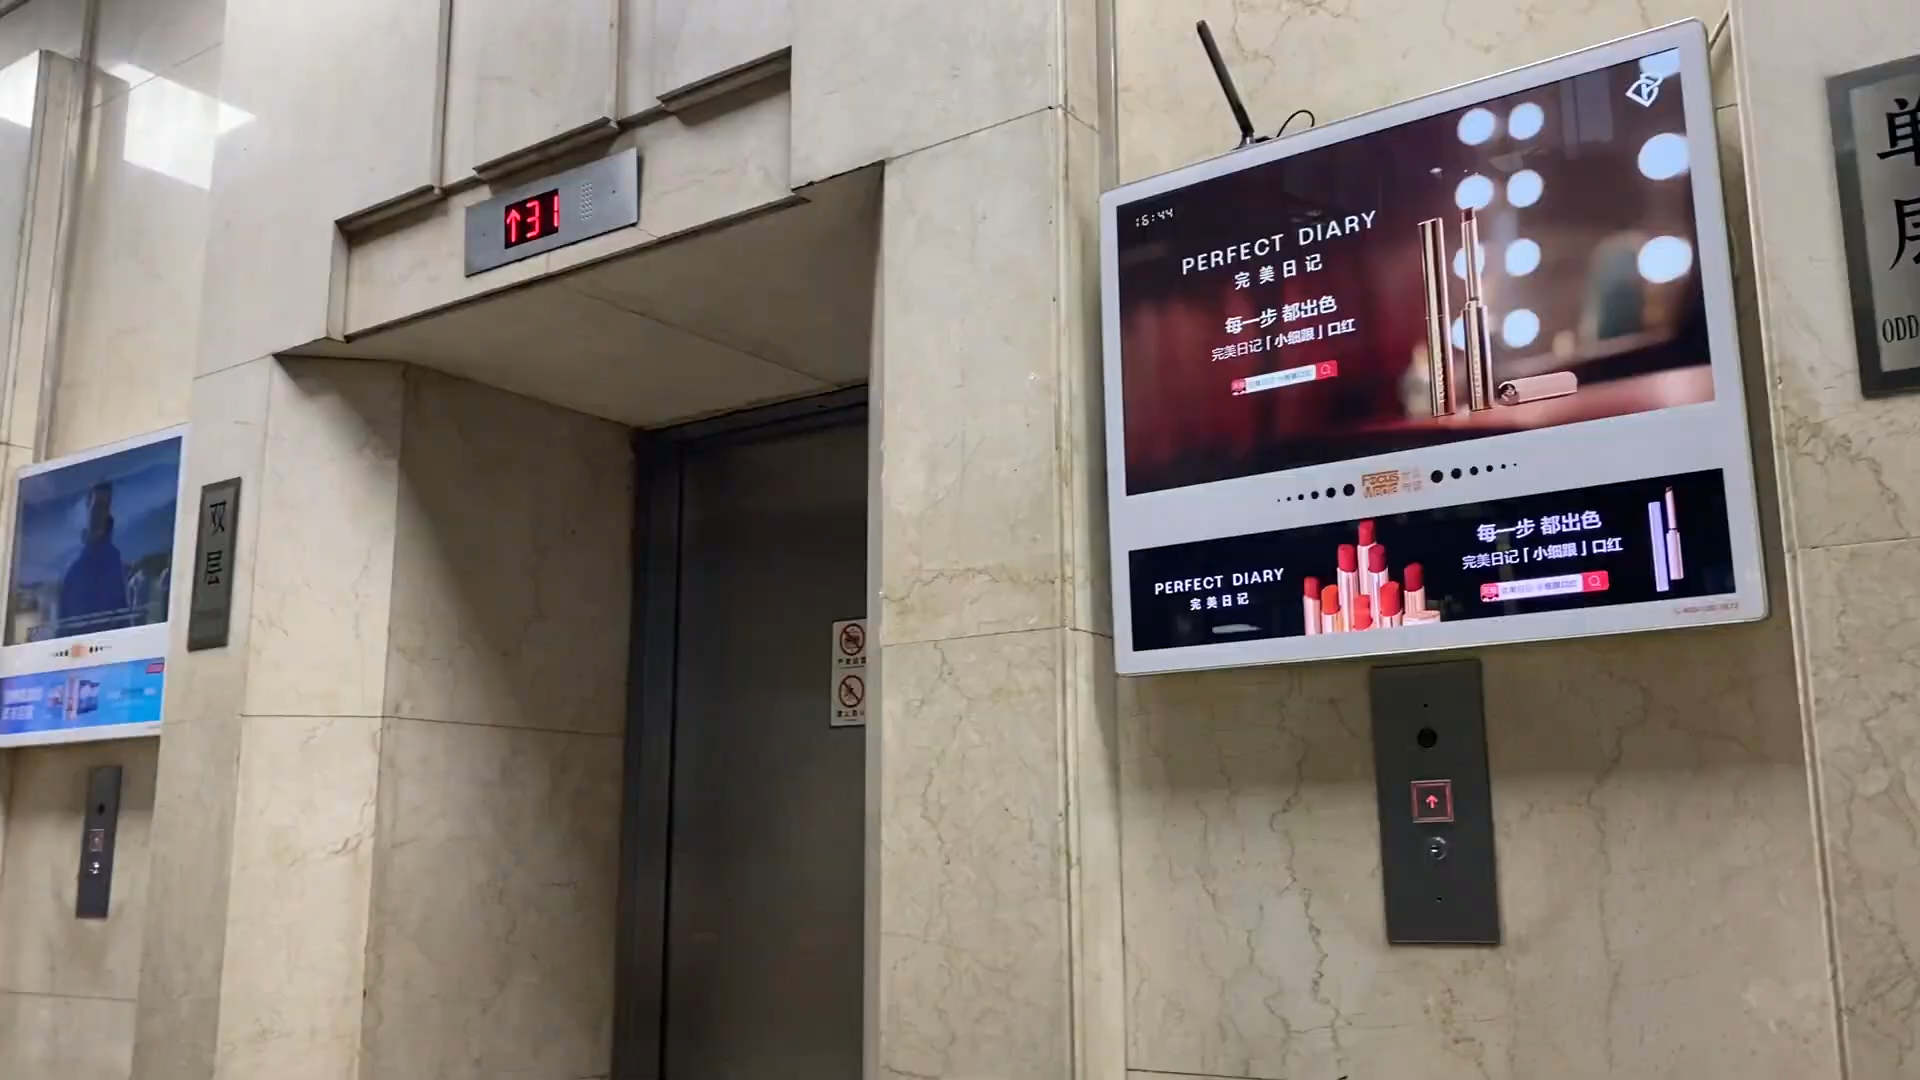 31
双
层
16:44
PERFECT DIARY
完美日记
每一步 都出色
完美日记「小细跟」口红
Focus
Media
PERFECT DIARY
完美日记
每一步 都出色
完美日记「小细跟」口红
单
层
ODD